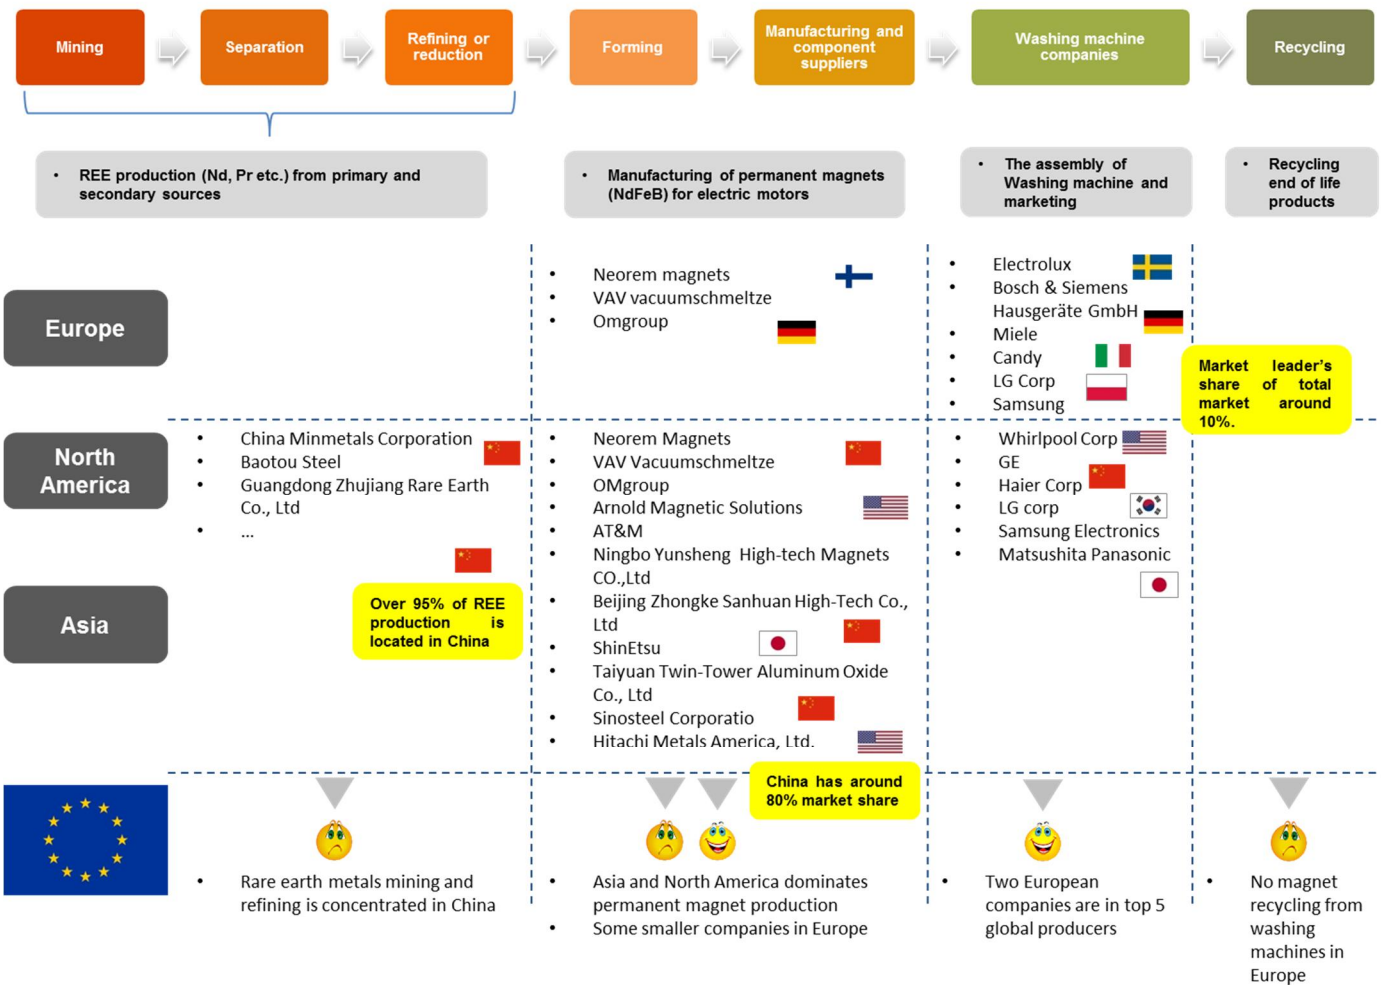 Mining
Separation
Refining or
reduction
Forming
Manufacturing and
component
suppliers
Washing machine
companies
Recycling
• REE production (Nd, Pr etc.) from primary and
secondary sources
• Manufacturing of permanent magnets
(NdFeB) for electric motors
• The assembly of
Washing machine and
marketing
• Recycling
end of life
products
Europe
• Neorem magnets
• VAV vacuumschmeltze
• Omgroup
• Electrolux
• Bosch & Siemens
Hausgeräte GmbH
• Miele
• Candy
• LG Corp
• Samsung
Market leader's
share of total
market around
10%.
North
America
• China Minmetals Corporation
• Baotou Steel
• Guangdong Zhujiang Rare Earth
Co., Ltd
• ...
Asia
Over 95% of REE
production is
located in China
• Neorem Magnets
• VAV Vacuumschmeltze
• OMgroup
• Arnold Magnetic Solutions
• AT&M
• Ningbo Yunsheng High-tech Magnets
CO.,Ltd
• Beijing Zhongke Sanhuan High-Tech Co.,
Ltd
• ShinEtsu
• Taiyuan Twin-Tower Aluminum Oxide
Co., Ltd
• Sinosteel Corporatio
• Hitachi Metals America, Ltd.
• Whirlpool Corp
• GE
• Haier Corp
• LG corp
• Samsung Electronics
• Matsushita Panasonic
China has around
80% market share
• Rare earth metals mining and
refining is concentrated in China
• Asia and North America dominates
permanent magnet production
• Some smaller companies in Europe
• Two European
companies are in top 5
global producers
• No magnet
recycling from
washing
machines in
Europe